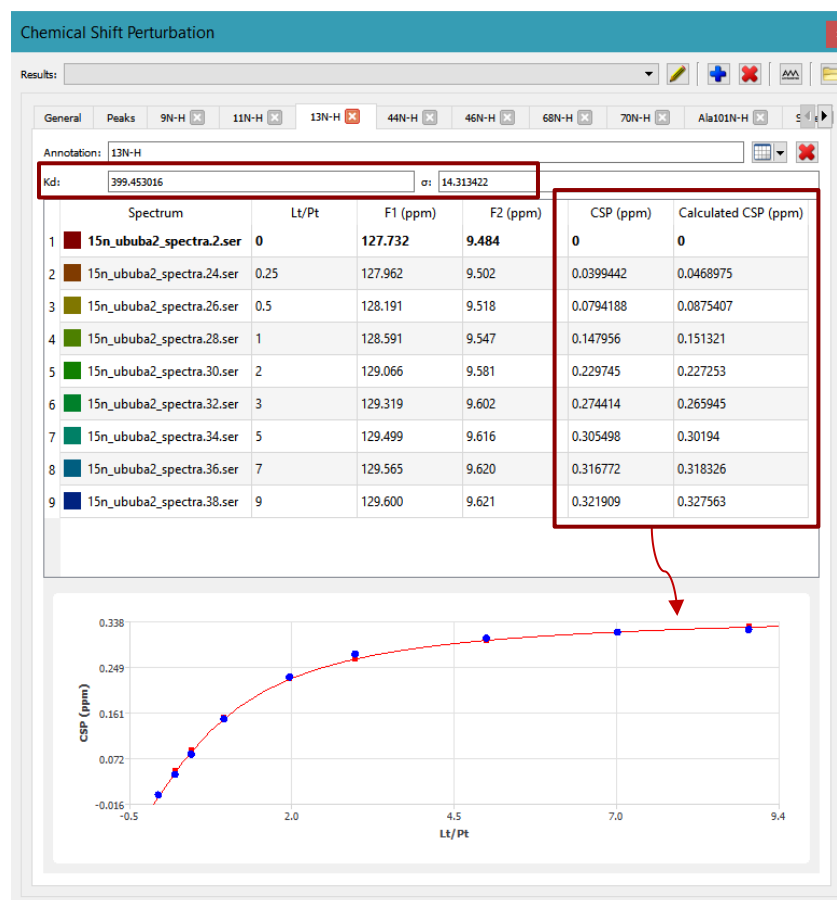 Chemical Shift Perturbation
Results:
General Peaks 9N-H 11N-H 13N-H 44N-H 46N-H 68N-H 70N-H Ala101N-H
Annotation: 13N-H
Kd: 399.453016 σ: 14.313422
Spectrum Lt/Pt F1 (ppm) F2 (ppm) CSP (ppm) Calculated CSP (ppm)
1 15n_ububa2_spectra.2.ser 0 127.732 9.484 0 0
2 15n_ububa2_spectra.24.ser 0.25 127.962 9.502 0.0399442 0.0468975
3 15n_ububa2_spectra.26.ser 0.5 128.191 9.518 0.0794188 0.0875407
4 15n_ububa2_spectra.28.ser 1 128.591 9.547 0.147956 0.151321
5 15n_ububa2_spectra.30.ser 2 129.066 9.581 0.229745 0.227253
6 15n_ububa2_spectra.32.ser 3 129.319 9.602 0.274414 0.265945
7 15n_ububa2_spectra.34.ser 5 129.499 9.616 0.305498 0.30194
8 15n_ububa2_spectra.36.ser 7 129.565 9.620 0.316772 0.318326
9 15n_ububa2_spectra.38.ser 9 129.600 9.621 0.321909 0.327563
0.338
0.249
0.161
0.072
-0.016
CSP (ppm)
-0.5 2.0 4.5 7.0 9.4
Lt/Pt